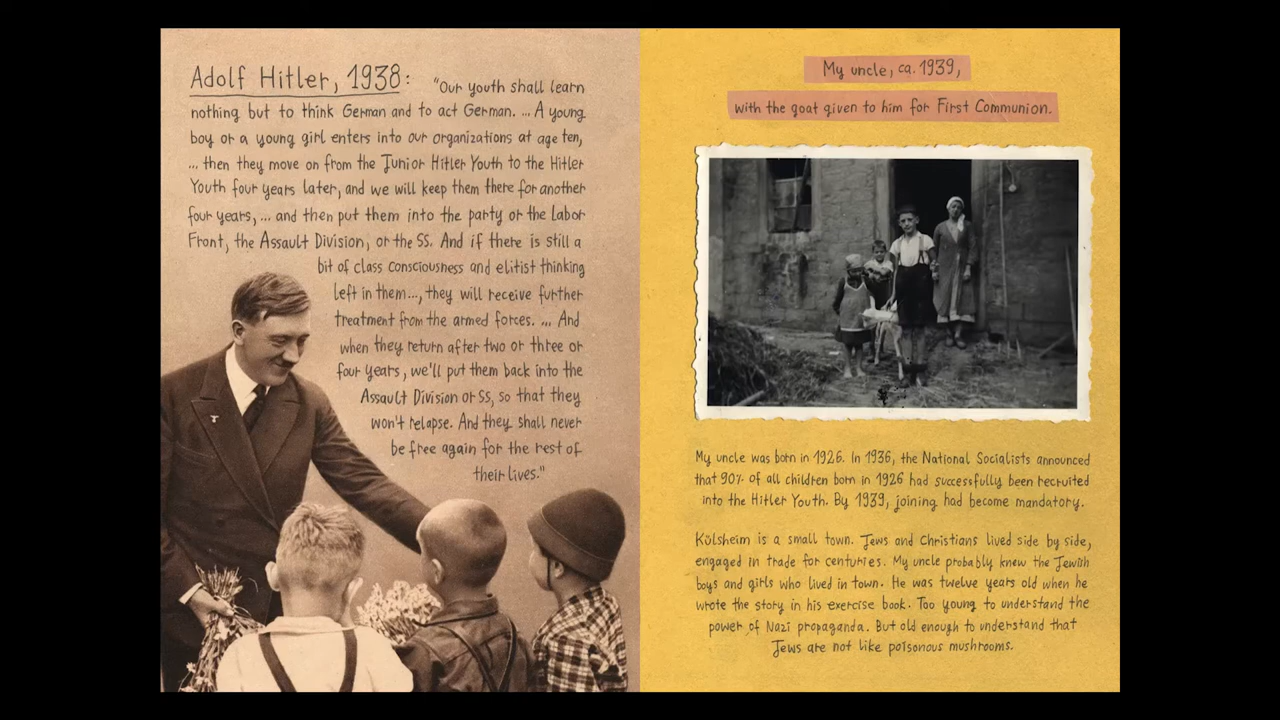 Adolf Hitler, 1938: "Our youth shall learn
nothing but to think German and to act German. ... A young
boy or a young girl enters into our organizations at age ten,
... then they move on from the Junior Hitler Youth to the Hitler
Youth four years later, and we will keep them there for another
four years, ... and then put them into the party or the Labor
Front, the Assault Division, or the SS. And if there is still a
bit of class consciousness and elitist thinking
left in them..., they will receive further
treatment from the armed forces. ... And
when they return after two or three or
four years, we'll put them back into the
Assault Division or SS, so that they
won't relapse. And they shall never
be free again for the rest of
their lives."
My uncle, ca. 1939,
with the goat given to him for First Communion.
My uncle was born in 1926. In 1936, the National Socialists announced
that 90% of all children born in 1926 had successfully been recruited
into the Hitler Youth. By 1939, joining had become mandatory.
Külsheim is a small town. Jews and Christians lived side by side,
engaged in trade for centuries. My uncle probably knew the Jewish
boys and girls who lived in town. He was twelve years old when he
wrote the story in his exercise book. Too young to understand the
power of Nazi propaganda. But old enough to understand that
Jews are not like poisonous mushrooms.